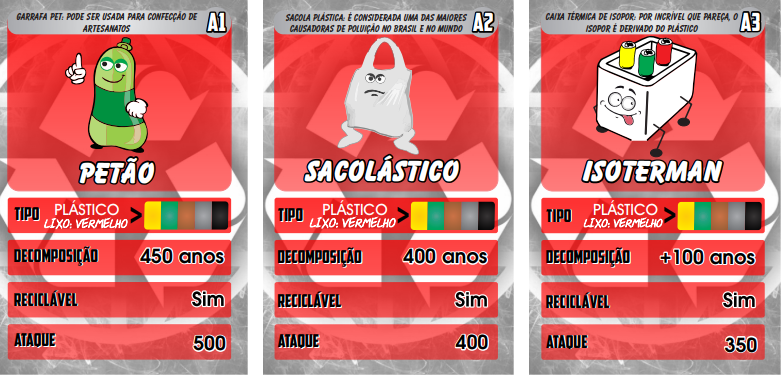 GARRAFA PET: PODE SER USADA PARA CONFECÇÃO DE
ARTESANATOS
A1
PETÃO
TIPO PLÁSTICO >
LIXO: VERMELHO
DECOMPOSIÇÃO 450 anos
RECICLÁVEL Sim
ATAQUE 500
SACOLA PLÁSTICA: É CONSIDERADA UMA DAS MAIORES
CAUSADORAS DE POLUIÇÃO NO BRASIL E NO MUNDO
A2
SACOLÁSTICO
TIPO PLÁSTICO >
LIXO: VERMELHO
DECOMPOSIÇÃO 400 anos
RECICLÁVEL Sim
ATAQUE 400
CAIXA TÉRMICA DE ISOPOR: POR INCRÍVEL QUE PAREÇA, O
ISOPOR É DERIVADO DO PLÁSTICO
A3
ISOTERMAN
TIPO PLÁSTICO >
LIXO: VERMELHO
DECOMPOSIÇÃO +100 anos
RECICLÁVEL Sim
ATAQUE 350